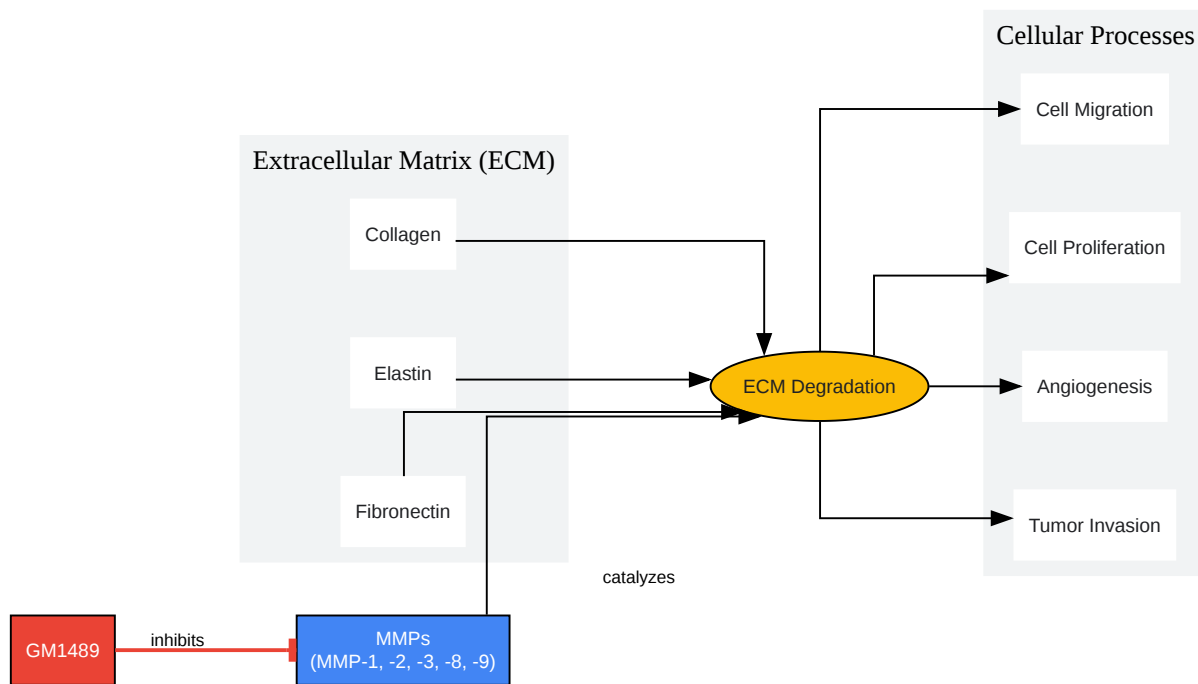 Cellular Processes
Cell Migration
Extracellular Matrix (ECM)
Collagen
Cell Proliferation
Elastin
ECM Degradation
Angiogenesis
Fibronectin
Tumor Invasion
catalyzes
GM1489
inhibits
MMPs
(MMP-1, -2, -3, -8, -9)